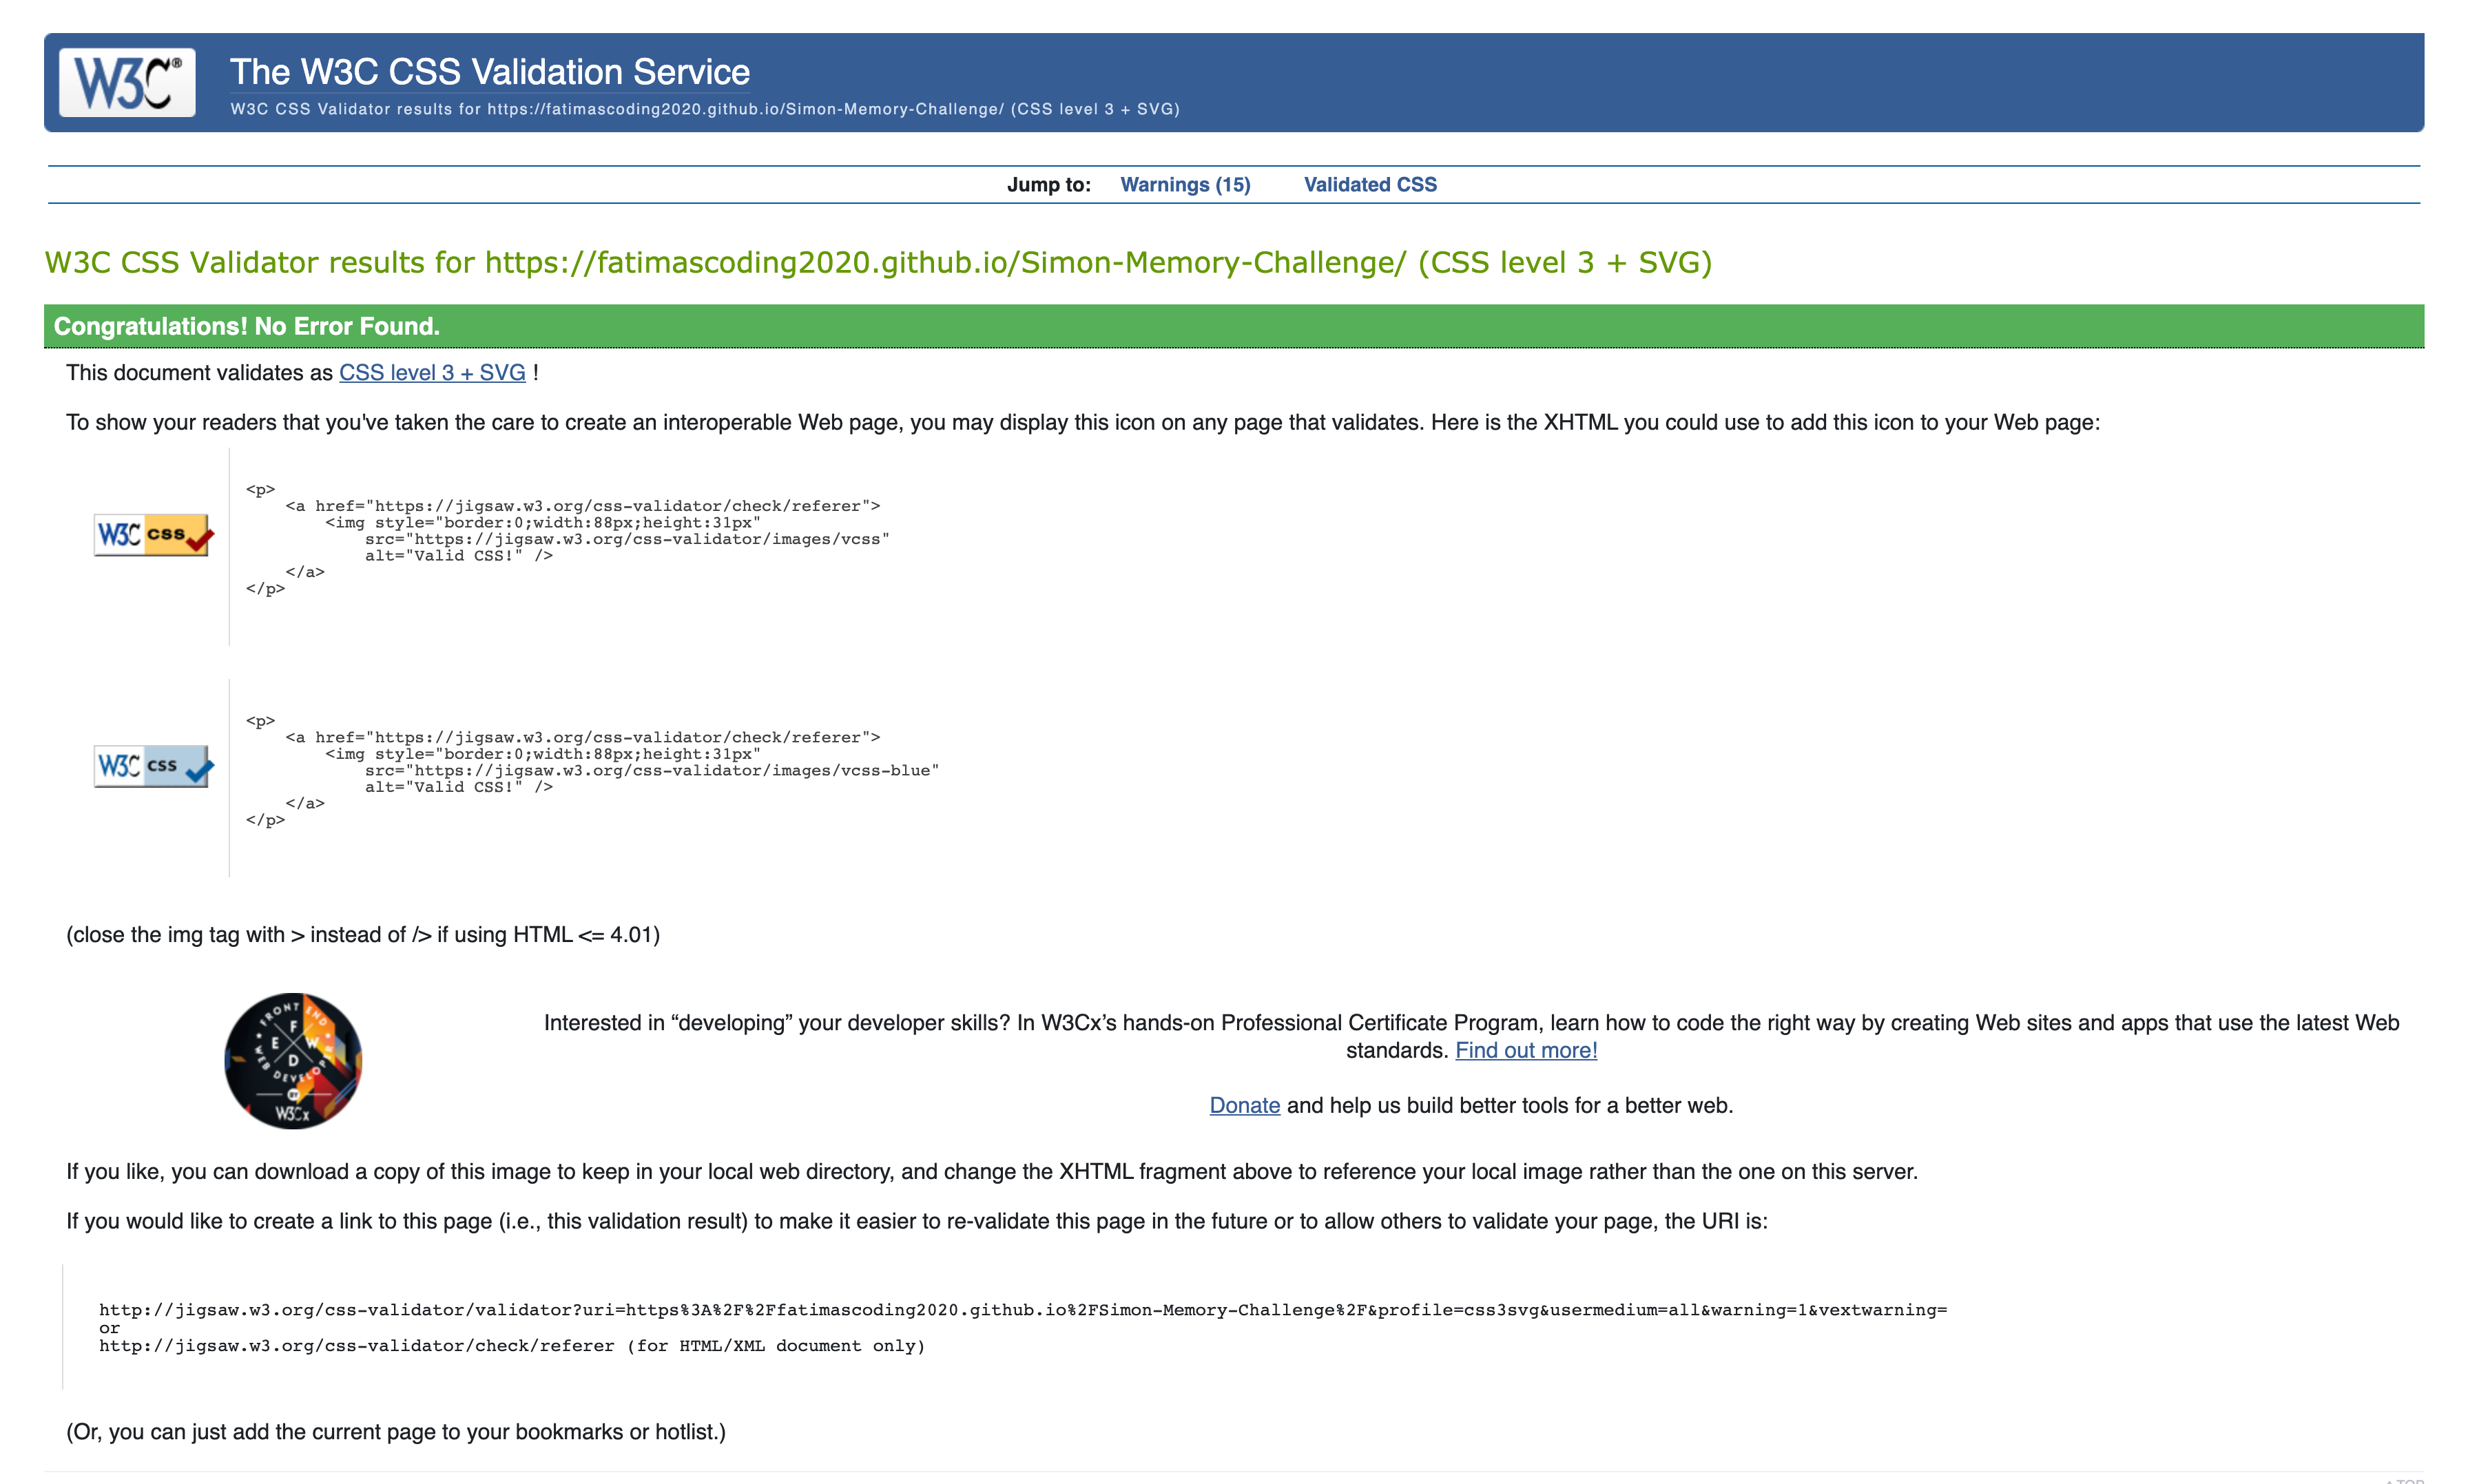 W3C®
The W3C CSS Validation Service
W3C CSS Validator results for https://fatimascoding2020.github.io/Simon-Memory-Challenge/ (CSS level 3 + SVG)
Jump to: Warnings (15) Validated CSS
W3C CSS Validator results for https://fatimascoding2020.github.io/Simon-Memory-Challenge/ (CSS level 3 + SVG)
Congratulations! No Error Found.
This document validates as CSS level 3 + SVG !
To show your readers that you've taken the care to create an interoperable Web page, you may display this icon on any page that validates. Here is the XHTML you could use to add this icon to your Web page:
W3C css
<p>
<a href="https://jigsaw.w3.org/css-validator/check/referer">
<img style="border:0;width:88px;height:31px"
src="https://jigsaw.w3.org/css-validator/images/vcss"
alt="Valid CSS!" />
</a>
</p>
W3C css
<p>
<a href="https://jigsaw.w3.org/css-validator/check/referer">
<img style="border:0;width:88px;height:31px"
src="https://jigsaw.w3.org/css-validator/images/vcss-blue"
alt="Valid CSS!" />
</a>
</p>
(close the img tag with > instead of /> if using HTML <= 4.01)
FRONT END
F
E W
D
WEB DEVELOPER
BY
W3Cx
Interested in “developing” your developer skills? In W3Cx’s hands-on Professional Certificate Program, learn how to code the right way by creating Web sites and apps that use the latest Web
standards. Find out more!
Donate and help us build better tools for a better web.
If you like, you can download a copy of this image to keep in your local web directory, and change the XHTML fragment above to reference your local image rather than the one on this server.
If you would like to create a link to this page (i.e., this validation result) to make it easier to re-validate this page in the future or to allow others to validate your page, the URI is:
http://jigsaw.w3.org/css-validator/validator?uri=https%3A%2F%2Ffatimascoding2020.github.io%2FSimon-Memory-Challenge%2F&profile=css3svg&usermedium=all&warning=1&vextwarning=
or
http://jigsaw.w3.org/css-validator/check/referer (for HTML/XML document only)
(Or, you can just add the current page to your bookmarks or hotlist.)